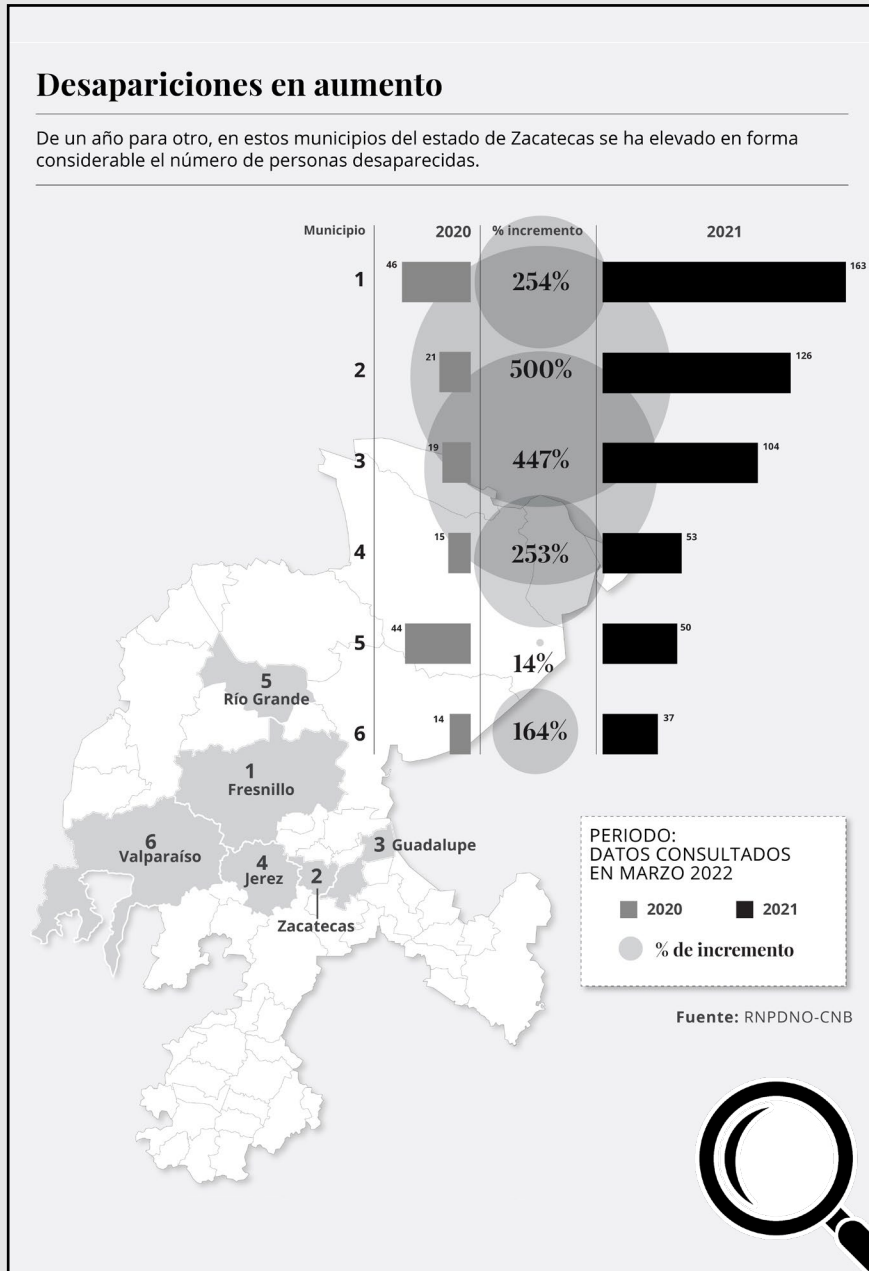 Desapariciones en aumento
De un año para otro, en estos municipios del estado de Zacatecas se ha elevado en forma
considerable el número de personas desaparecidas.
Municipio 2020 % incremento 2021
1 46 254% 163
2 21 500% 126
3 19 447% 104
4 15 253% 53
5 44 14% 50
6 14 164% 37
5
Río Grande
1
Fresnillo
6
Valparaíso
4
Jerez
2
Zacatecas
3 Guadalupe
PERIODO:
DATOS CONSULTADOS
EN MARZO 2022
2020 2021
% de incremento
Fuente: RNPDNO-CNB